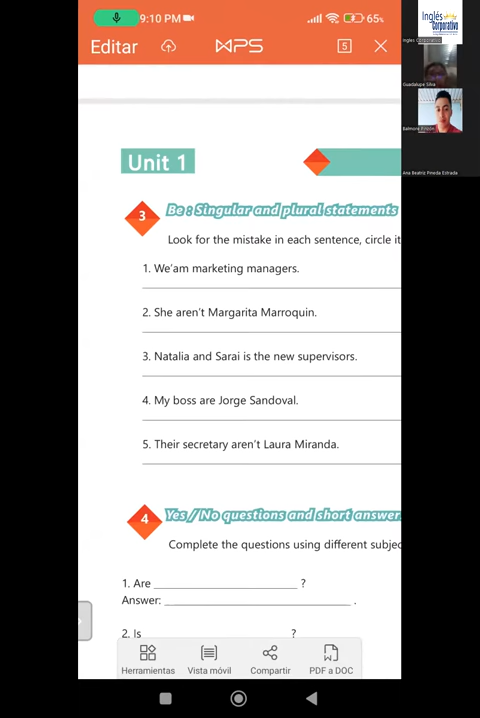 9:10 PM
65%
Editar
WPS
5
Inglés
Corporativo
Inglés Corporativo
Guadalupe Silva
Ana Beatriz Pineda Estrada
Unit 1
3
Be : Singular and plural statements
Look for the mistake in each sentence, circle it
1. We'am marketing managers.
2. She aren't Margarita Marroquin.
3. Natalia and Sarai is the new supervisors.
4. My boss are Jorge Sandoval.
5. Their secretary aren't Laura Miranda.
4
Yes / No questions and short answer
Complete the questions using different subjec
1. Are ?
Answer: .
2. Is ?
Herramientas
Vista móvil
Compartir
PDF a DOC